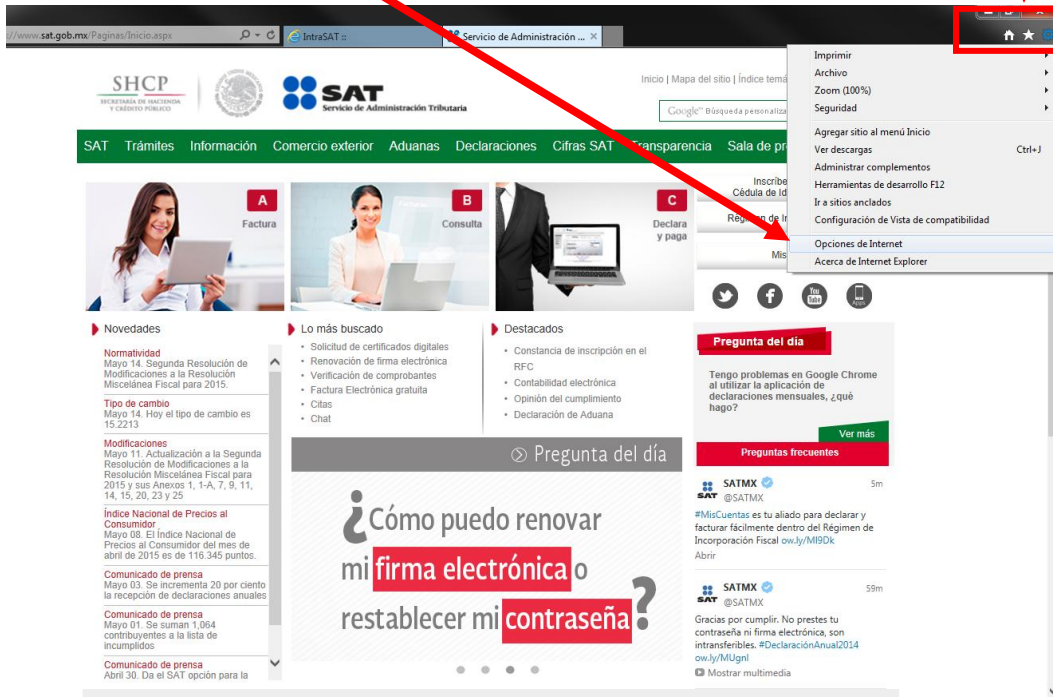 ://www.sat.gob.mx/Paginas/Inicio.aspx
IntraSAT ::
Servicio de Administración ...
Imprimir
Archivo
Zoom (100%)
Seguridad
Agregar sitio al menú Inicio
Ver descargas Ctrl+J
Administrar complementos
Herramientas de desarrollo F12
Ir a sitios anclados
Configuración de Vista de compatibilidad
Opciones de Internet
Acerca de Internet Explorer
SHCP
SECRETARÍA DE HACIENDA
Y CRÉDITO PÚBLICO
SAT
Servicio de Administración Tributaria
Inicio | Mapa del sitio | Índice temá
Google™ Búsqueda personaliza
SAT Trámites Información Comercio exterior Aduanas Declaraciones Cifras SAT Transparencia Sala de pr
A
Factura
B
Consulta
C
Declara
y paga
Inscríbe
Cédula de Id
Régimen de In
Mis
You
Tube
Apps
Novedades
Normatividad
Mayo 14. Segunda Resolución de
Modificaciones a la Resolución
Miscelánea Fiscal para 2015.
Tipo de cambio
Mayo 14. Hoy el tipo de cambio es
15.2213
Modificaciones
Mayo 11. Actualización a la Segunda
Resolución de Modificaciones a la
Resolución Miscelánea Fiscal para
2015 y sus Anexos 1, 1-A, 7, 9, 11,
14, 15, 20, 23 y 25
Índice Nacional de Precios al
Consumidor
Mayo 08. El Índice Nacional de
Precios al Consumidor del mes de
abril de 2015 es de 116.345 puntos.
Comunicado de prensa
Mayo 03. Se incrementa 20 por ciento
la recepción de declaraciones anuales
Comunicado de prensa
Mayo 01. Se suman 1,064
contribuyentes a la lista de
incumplidos
Comunicado de prensa
Abril 30. Da el SAT opción para la
Lo más buscado
• Solicitud de certificados digitales
• Renovación de firma electrónica
• Verificación de comprobantes
• Factura Electrónica gratuita
• Citas
• Chat
Destacados
• Constancia de inscripción en el
RFC
• Contabilidad electrónica
• Opinión del cumplimiento
• Declaración de Aduana
Pregunta del día
¿Cómo puedo renovar
mi firma electrónica o
restablecer mi contraseña?
Pregunta del día
Tengo problemas en Google Chrome
al utilizar la aplicación de
declaraciones mensuales, ¿qué
hago?
Ver más
Preguntas frecuentes
SATMX 5m
SAT @SATMX
#MisCuentas es tu aliado para declarar y
facturar fácilmente dentro del Régimen de
Incorporación Fiscal ow.ly/MI9Dk
Abrir
SATMX 59m
SAT @SATMX
Gracias por cumplir. No prestes tu
contraseña ni firma electrónica, son
intransferibles. #DeclaraciónAnual2014
ow.ly/MUgnl
Mostrar multimedia